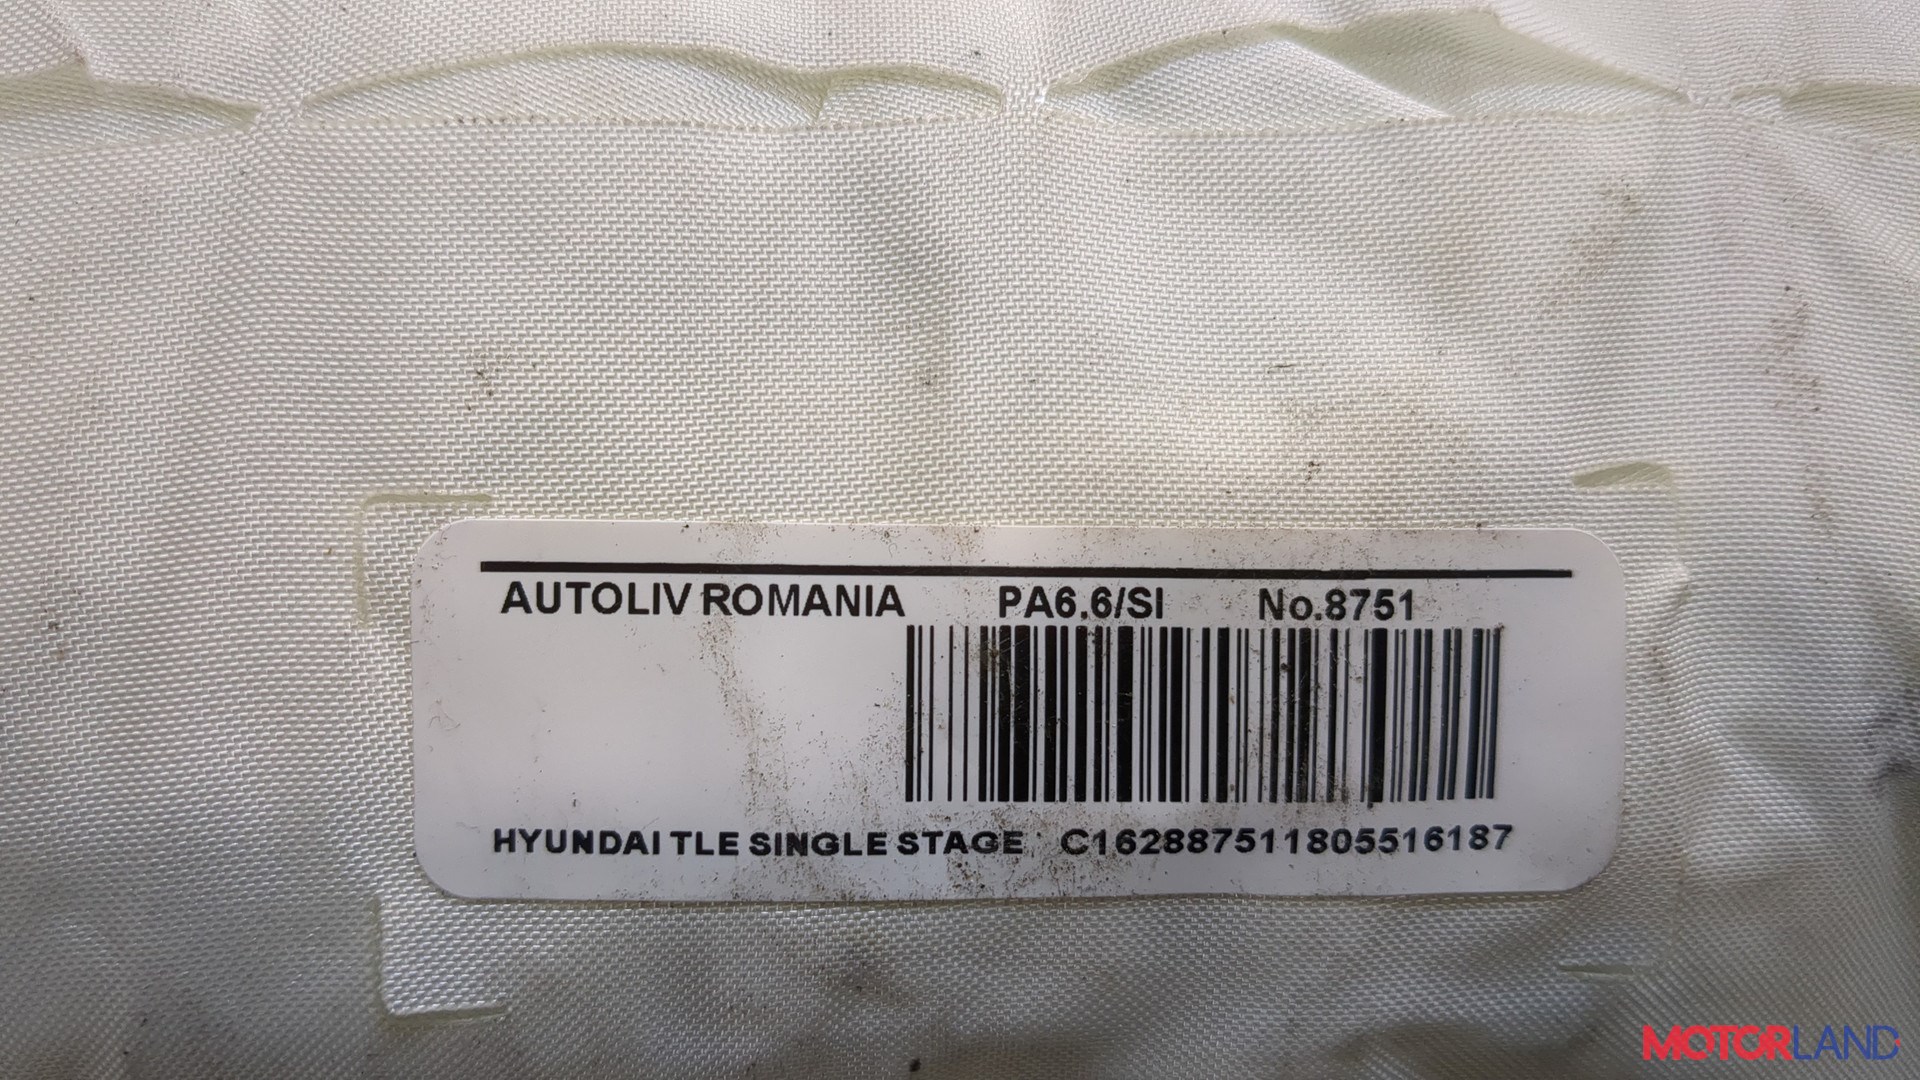 AUTOLIV ROMANIA PA6.6/SI No.8751
HYUNDAI TLE SINGLE STAGE C162887511805516187
MOTORLAND